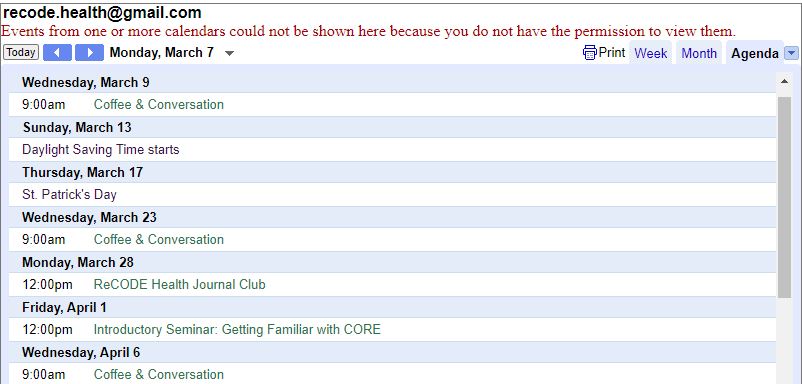 recode.health@gmail.com
Events from one or more calendars could not be shown here because you do not have the permission to view them.
Today Monday, March 7 Print Week Month Agenda
Wednesday, March 9
9:00am Coffee & Conversation
Sunday, March 13
Daylight Saving Time starts
Thursday, March 17
St. Patrick's Day
Wednesday, March 23
9:00am Coffee & Conversation
Monday, March 28
12:00pm ReCODE Health Journal Club
Friday, April 1
12:00pm Introductory Seminar: Getting Familiar with CORE
Wednesday, April 6
9:00am Coffee & Conversation